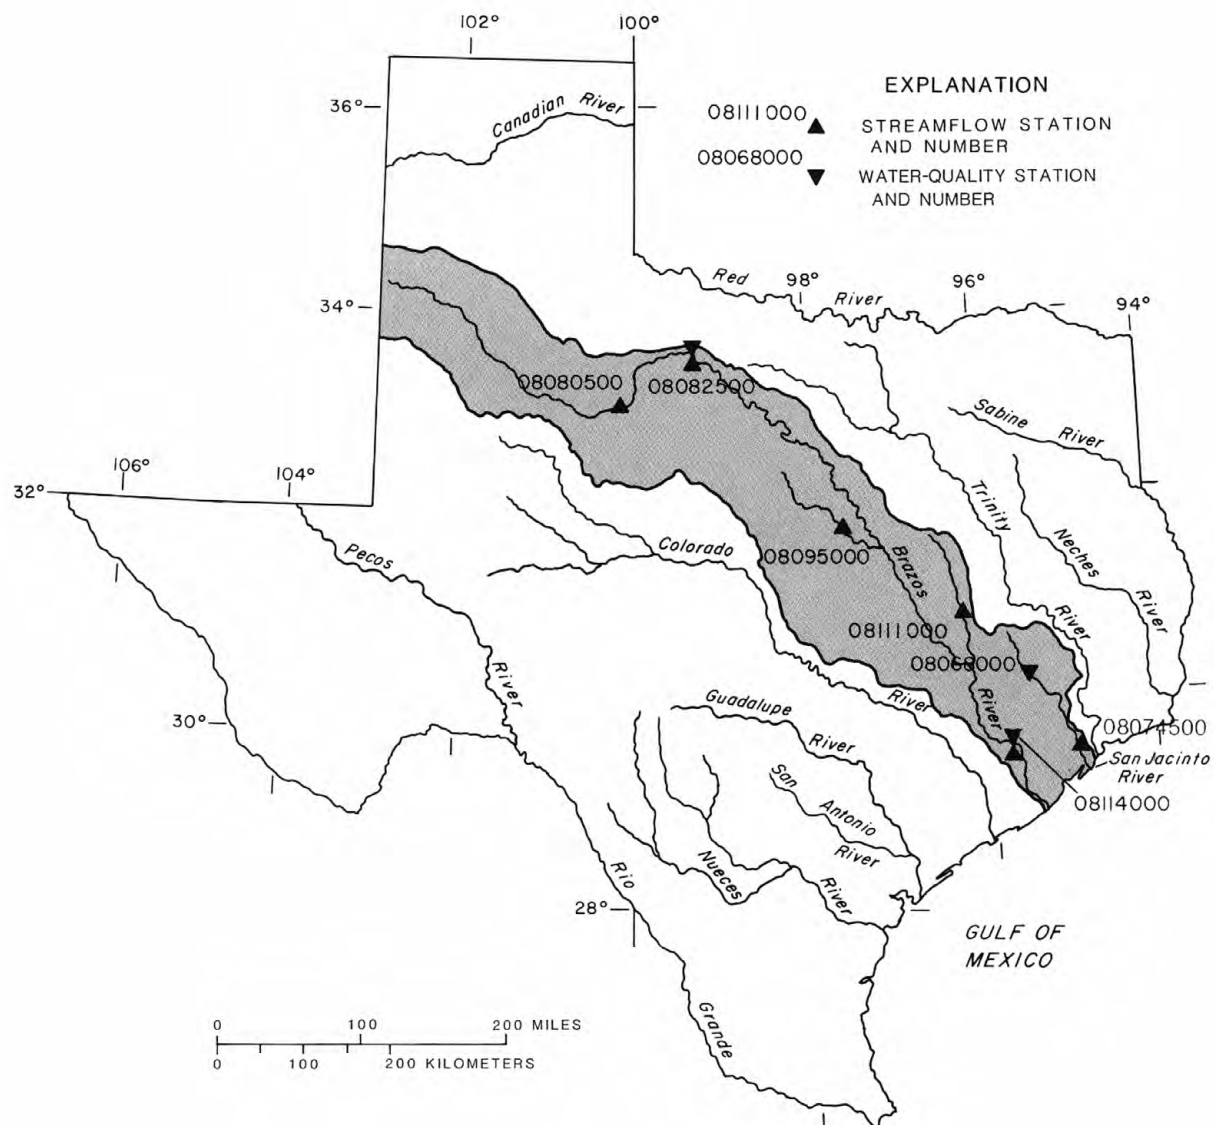 102°
100°
36°
Canadian River
EXPLANATION
08111000
STREAMFLOW STATION
AND NUMBER
08068000
WATER-QUALITY STATION
AND NUMBER
Red River
98°
96°
94°
34°
08080500
08082500
Sabine River
106°
104°
32°
Trinity River
Neches River
Pecos River
Colorado River
08095000
Brazos River
08111000
08068000
30°
Guadalupe River
08074500
San Jacinto
River
08114000
San Antonio River
Nueces River
Rio Grande
28°
GULF OF
MEXICO
0 100 200 MILES
0 100 200 KILOMETERS